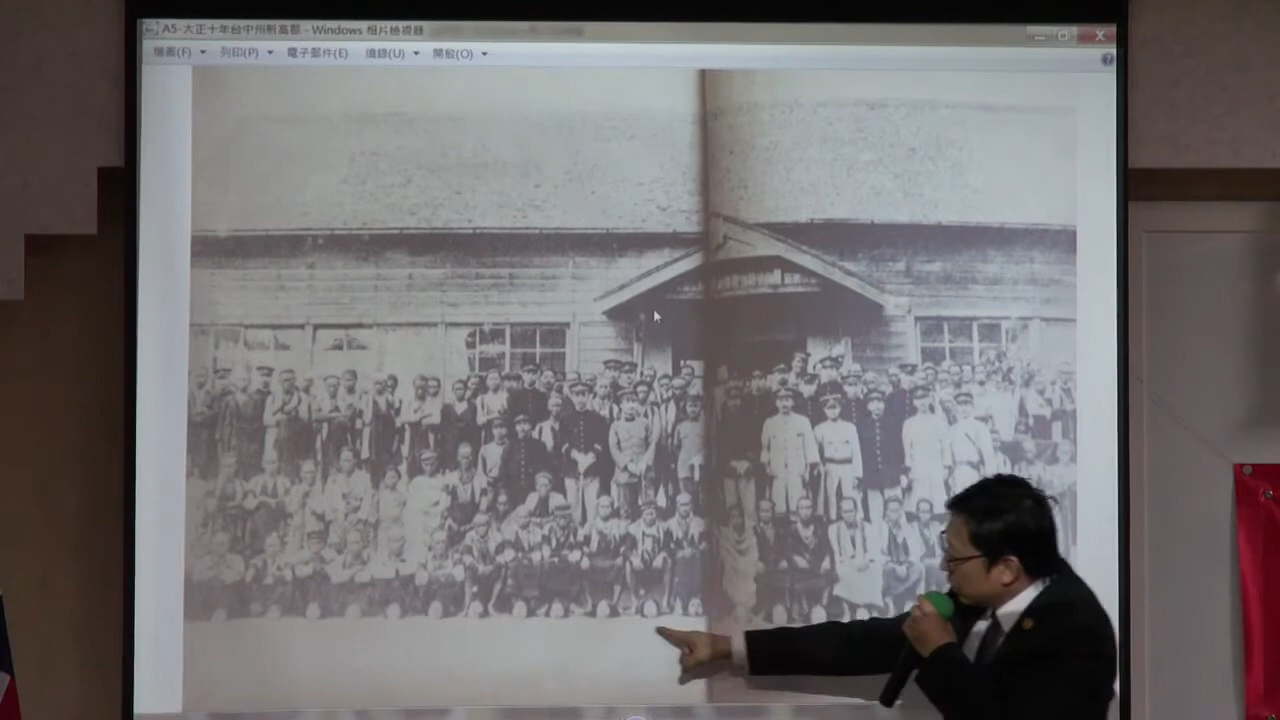 A5-大正十年台中州新高郡 - Windows 相片檢視器
檔案(F) 列印(P) 電子郵件(E) 燒錄(U) 開啟(O)